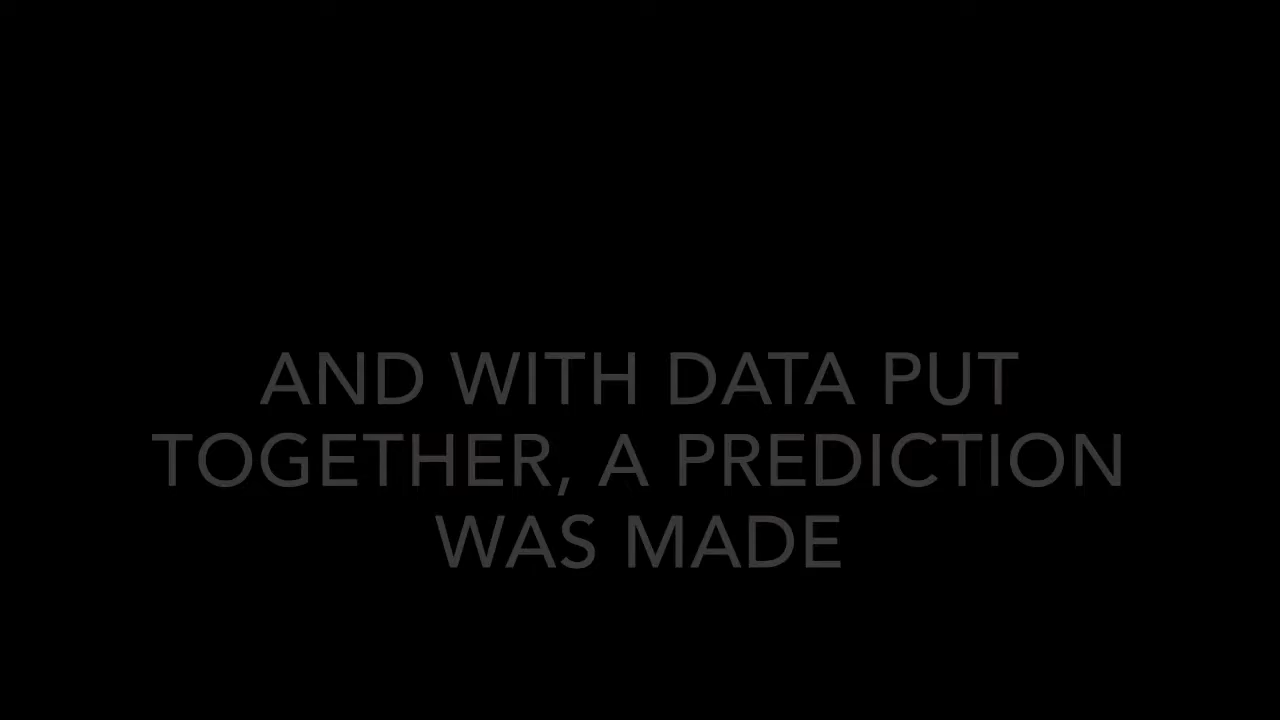 AND WITH DATA PUT
TOGETHER, A PREDICTION
WAS MADE